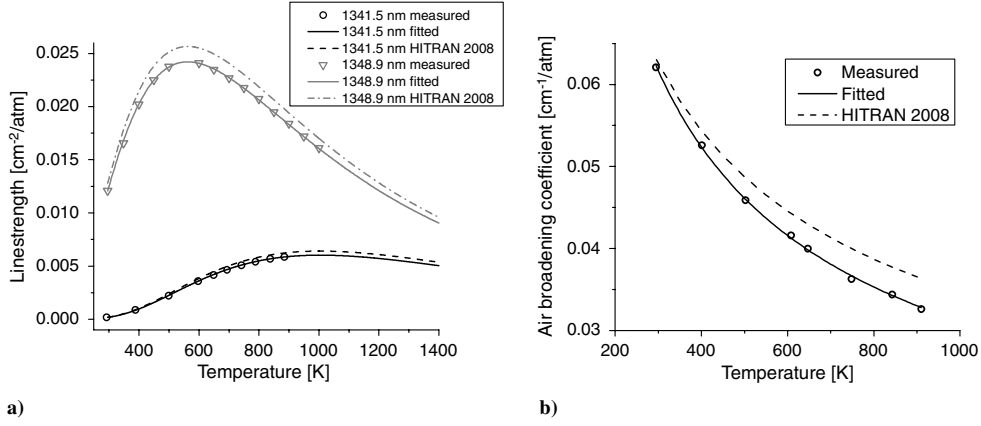 1341.5 nm measured
1341.5 nm fitted
1341.5 nm HITRAN 2008
1348.9 nm measured
1348.9 nm fitted
1348.9 nm HITRAN 2008
Linestrength [cm⁻²/atm]
0.025
0.020
0.015
0.010
0.005
0.000
400 600 800 1000 1200 1400
Temperature [K]
a)
Measured
Fitted
HITRAN 2008
Air broadening coefficient [cm⁻¹/atm]
0.06
0.05
0.04
0.03
200 400 600 800 1000
Temperature [K]
b)